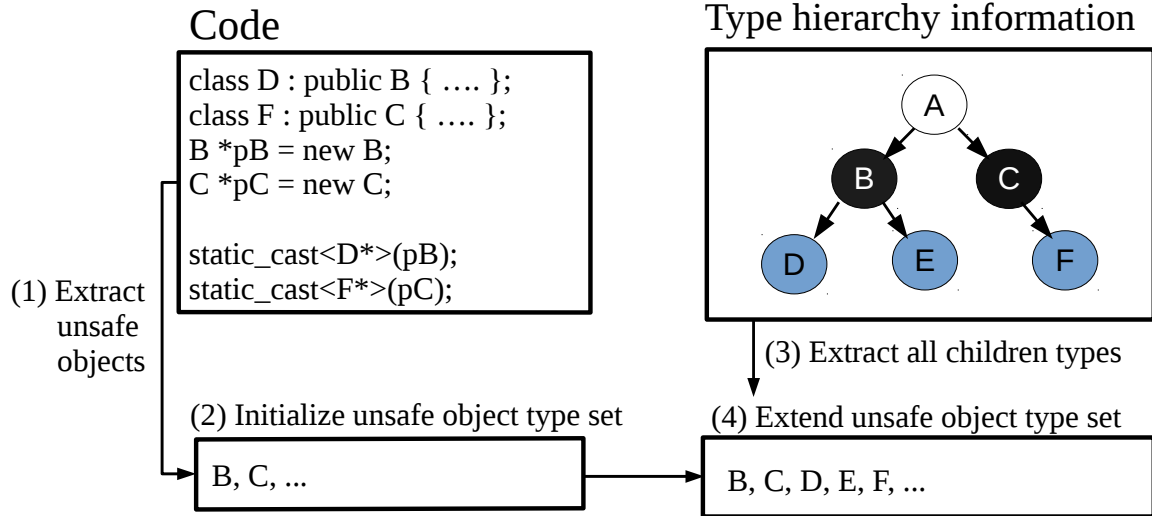 Code
class D : public B { …. };
class F : public C { …. };
B *pB = new B;
C *pC = new C;
static_cast<D*>(pB);
static_cast<F*>(pC);
(1) Extract
unsafe
objects
Type hierarchy information
A
B
C
D
E
F
(3) Extract all children types
(2) Initialize unsafe object type set
B, C, ...
(4) Extend unsafe object type set
B, C, D, E, F, ...